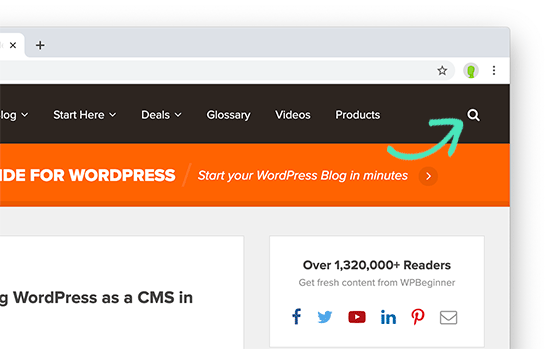 log Start Here Deals Glossary Videos Products
IDE FOR WORDPRESS Start your WordPress Blog in minutes
Over 1,320,000+ Readers
Get fresh content from WPBeginner
g WordPress as a CMS in